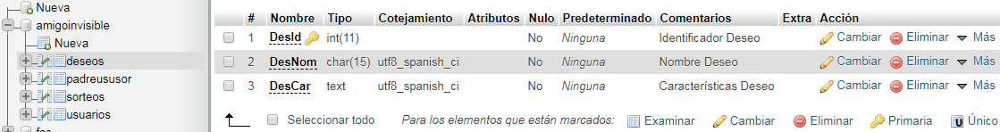 Nueva
amigoinvisible
Nueva
deseos
padreususor
sorteos
usuarios
# Nombre Tipo Cotejamiento Atributos Nulo Predeterminado Comentarios Extra Acción
1 DesId int(11) No Ninguna Identificador Deseo Cambiar Eliminar Más
2 DesNom char(15) utf8_spanish_ci No Ninguna Nombre Deseo Cambiar Eliminar Más
3 DesCar text utf8_spanish_ci No Ninguna Características Deseo Cambiar Eliminar Más
Seleccionar todo Para los elementos que están marcados: Examinar Cambiar Eliminar Primaria Único